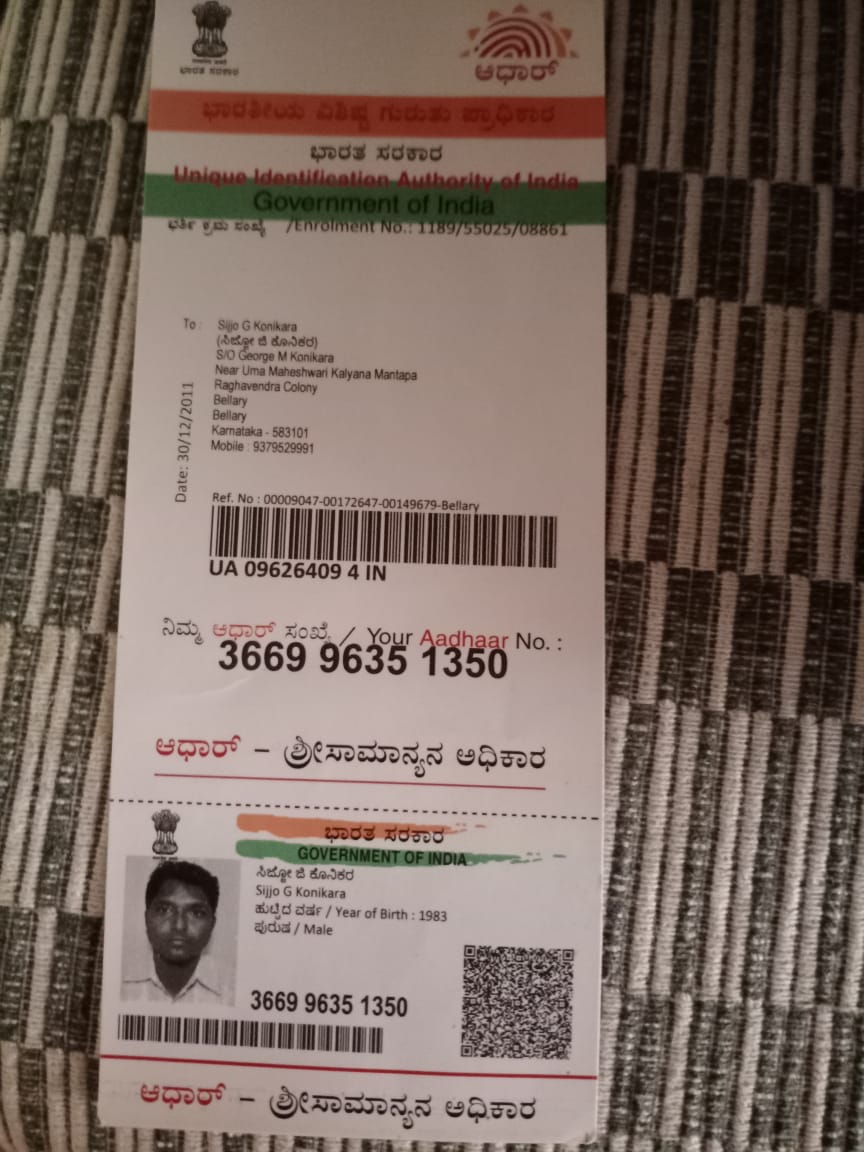 ಭಾರತ ಸರಕಾರ
ಆಧಾರ್
ಭಾರತೀಯ ವಿಶಿಷ್ಟ ಗುರುತು ಪ್ರಾಧಿಕಾರ
ಭಾರತ ಸರಕಾರ
Unique Identification Authority of India
Government of India
ಭರ್ತಿ ಕ್ರಮ ಸಂಖ್ಯೆ /Enrolment No.: 1189/55025/08861
To : Sijjo G Konikara
(ಸಿಜ್ಜೋ ಜಿ ಕೊನಿಕರ)
S/O George M Konikara
Near Uma Maheshwari Kalyana Mantapa
Raghavendra Colony
Bellary
Bellary
Karnataka - 583101
Mobile : 9379529991
Date: 30/12/2011
Ref. No : 00009047-00172647-00149679-Bellary
UA 09626409 4 IN
ನಿಮ್ಮ ಆಧಾರ್ ಸಂಖ್ಯೆ / Your Aadhaar No. :
3669 9635 1350
ಆಧಾರ್ – ಶ್ರೀಸಾಮಾನ್ಯನ ಅಧಿಕಾರ
ಭಾರತ ಸರಕಾರ
GOVERNMENT OF INDIA
ಸಿಜ್ಜೋ ಜಿ ಕೊನಿಕರ
Sijjo G Konikara
ಹುಟ್ಟಿದ ವರ್ಷ / Year of Birth : 1983
ಪುರುಷ / Male
3669 9635 1350
ಆಧಾರ್ – ಶ್ರೀಸಾಮಾನ್ಯನ ಅಧಿಕಾರ